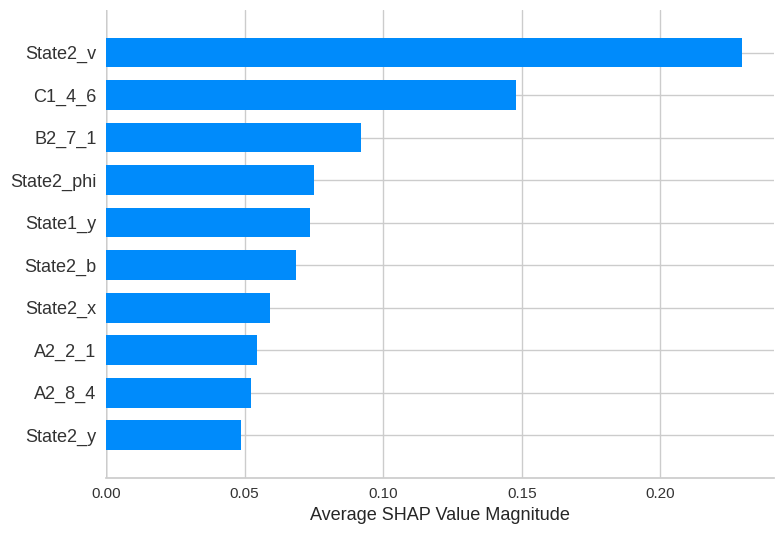 State2_v
C1_4_6
B2_7_1
State2_phi
State1_y
State2_b
State2_x
A2_2_1
A2_8_4
State2_y
0.00 0.05 0.10 0.15 0.20
Average SHAP Value Magnitude